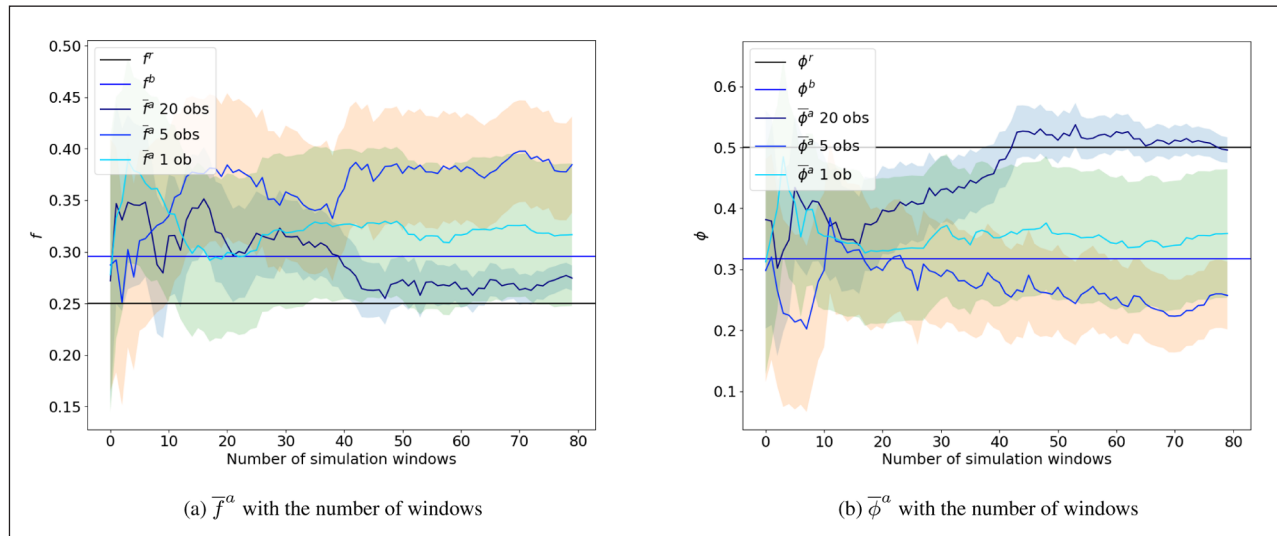 0.50
0.45
0.40
0.35
0.30
0.25
0.20
0.15
f
f^r
f^b
f̅^a 20 obs
f̅^a 5 obs
f̅^a 1 ob
0 10 20 30 40 50 60 70 80
Number of simulation windows
(a) f̅^a with the number of windows
0.6
0.5
0.4
0.3
0.2
0.1
ϕ
ϕ^r
ϕ^b
ϕ̅^a 20 obs
ϕ̅^a 5 obs
ϕ̅^a 1 ob
0 10 20 30 40 50 60 70 80
Number of simulation windows
(b) ϕ̅^a with the number of windows